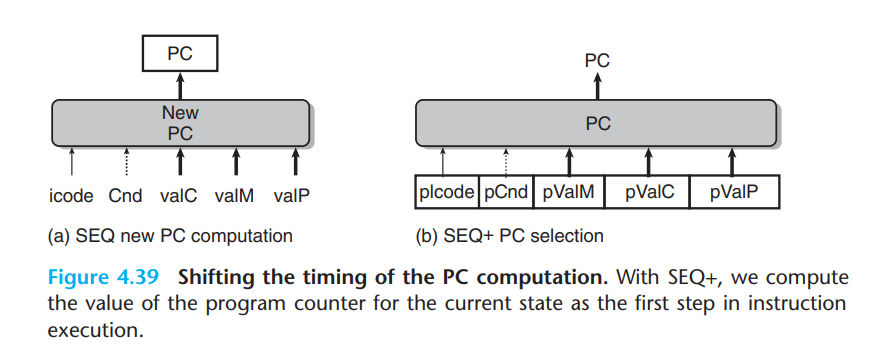 PC
New
PC
icode Cnd valC valM valP
(a) SEQ new PC computation
PC
PC
pIcode pCnd pValM pValC pValP
(b) SEQ+ PC selection
Figure 4.39 Shifting the timing of the PC computation. With SEQ+, we compute
the value of the program counter for the current state as the first step in instruction
execution.